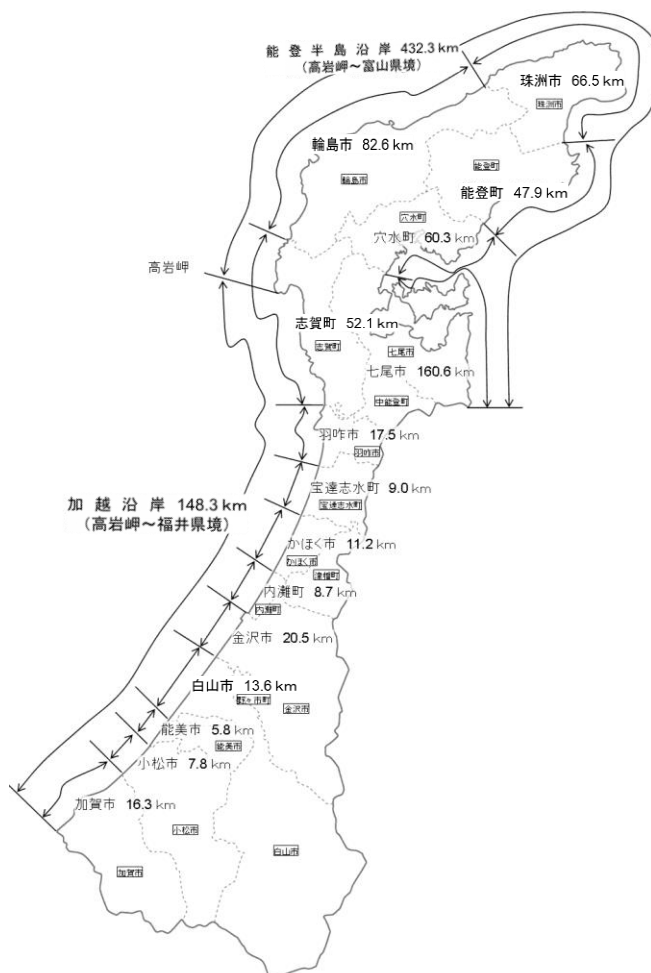 能登半島沿岸 432.3 km
(高岩岬～富山県境)
珠洲市 66.5 km
珠洲市
輪島市 82.6 km
輪島市
能登町
能登町 47.9 km
穴水町
穴水町 60.3 km
高岩岬
志賀町 52.1 km
志賀町
七尾市
七尾市 160.6 km
中能登町
羽咋市 17.5 km
羽咋市
宝達志水町 9.0 km
宝達志水町
加越沿岸 148.3 km
(高岩岬～福井県境)
かほく市 11.2 km
かほく市
津幡町
内灘町 8.7 km
内灘町
金沢市 20.5 km
白山市 13.6 km
野々市町
金沢市
能美市 5.8 km
能美市
小松市 7.8 km
加賀市 16.3 km
小松市
白山市
加賀市